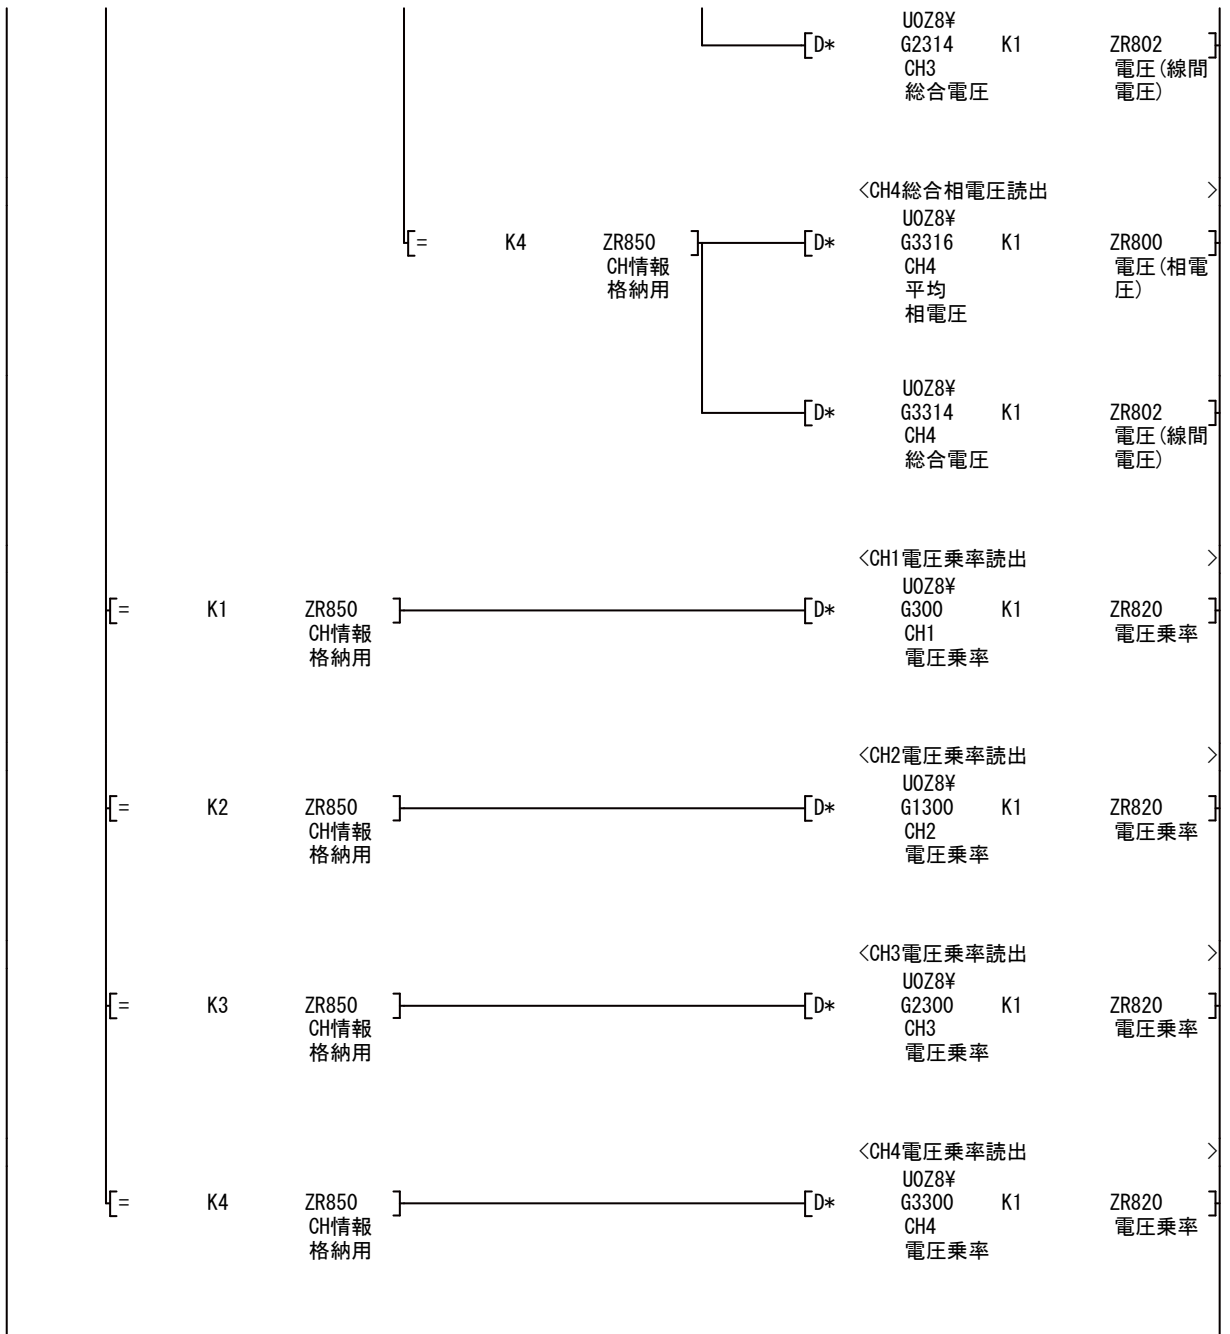 U0Z8¥
[D* G2314 K1 ZR802 ]
CH3 電圧(線間
総合電圧 電圧)
<CH4総合相電圧読出 >
U0Z8¥
[= K4 ZR850 ] [D* G3316 K1 ZR800 ]
CH情報 CH4 電圧(相電
格納用 平均 圧)
相電圧
U0Z8¥
[D* G3314 K1 ZR802 ]
CH4 電圧(線間
総合電圧 電圧)
<CH1電圧乗率読出 >
U0Z8¥
[= K1 ZR850 ] [D* G300 K1 ZR820 ]
CH情報 CH1 電圧乗率
格納用 電圧乗率
<CH2電圧乗率読出 >
U0Z8¥
[= K2 ZR850 ] [D* G1300 K1 ZR820 ]
CH情報 CH2 電圧乗率
格納用 電圧乗率
<CH3電圧乗率読出 >
U0Z8¥
[= K3 ZR850 ] [D* G2300 K1 ZR820 ]
CH情報 CH3 電圧乗率
格納用 電圧乗率
<CH4電圧乗率読出 >
U0Z8¥
[= K4 ZR850 ] [D* G3300 K1 ZR820 ]
CH情報 CH4 電圧乗率
格納用 電圧乗率